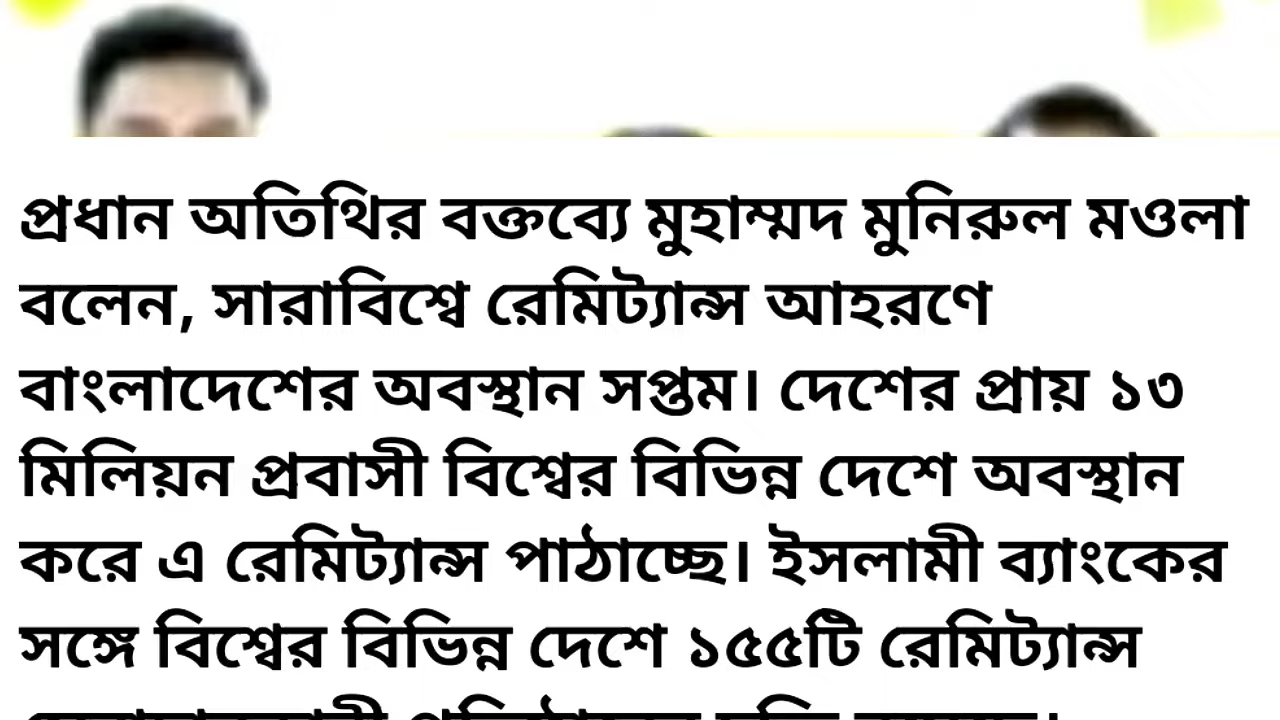 প্রধান অতিথির বক্তব্যে মুহাম্মদ মুনিরুল মওলা
বলেন, সারাবিশ্বে রেমিট্যান্স আহরণে
বাংলাদেশের অবস্থান সপ্তম। দেশের প্রায় ১৩
মিলিয়ন প্রবাসী বিশ্বের বিভিন্ন দেশে অবস্থান
করে এ রেমিট্যান্স পাঠাচ্ছে। ইসলামী ব্যাংকের
সঙ্গে বিশ্বের বিভিন্ন দেশে ১৫৫টি রেমিট্যান্স